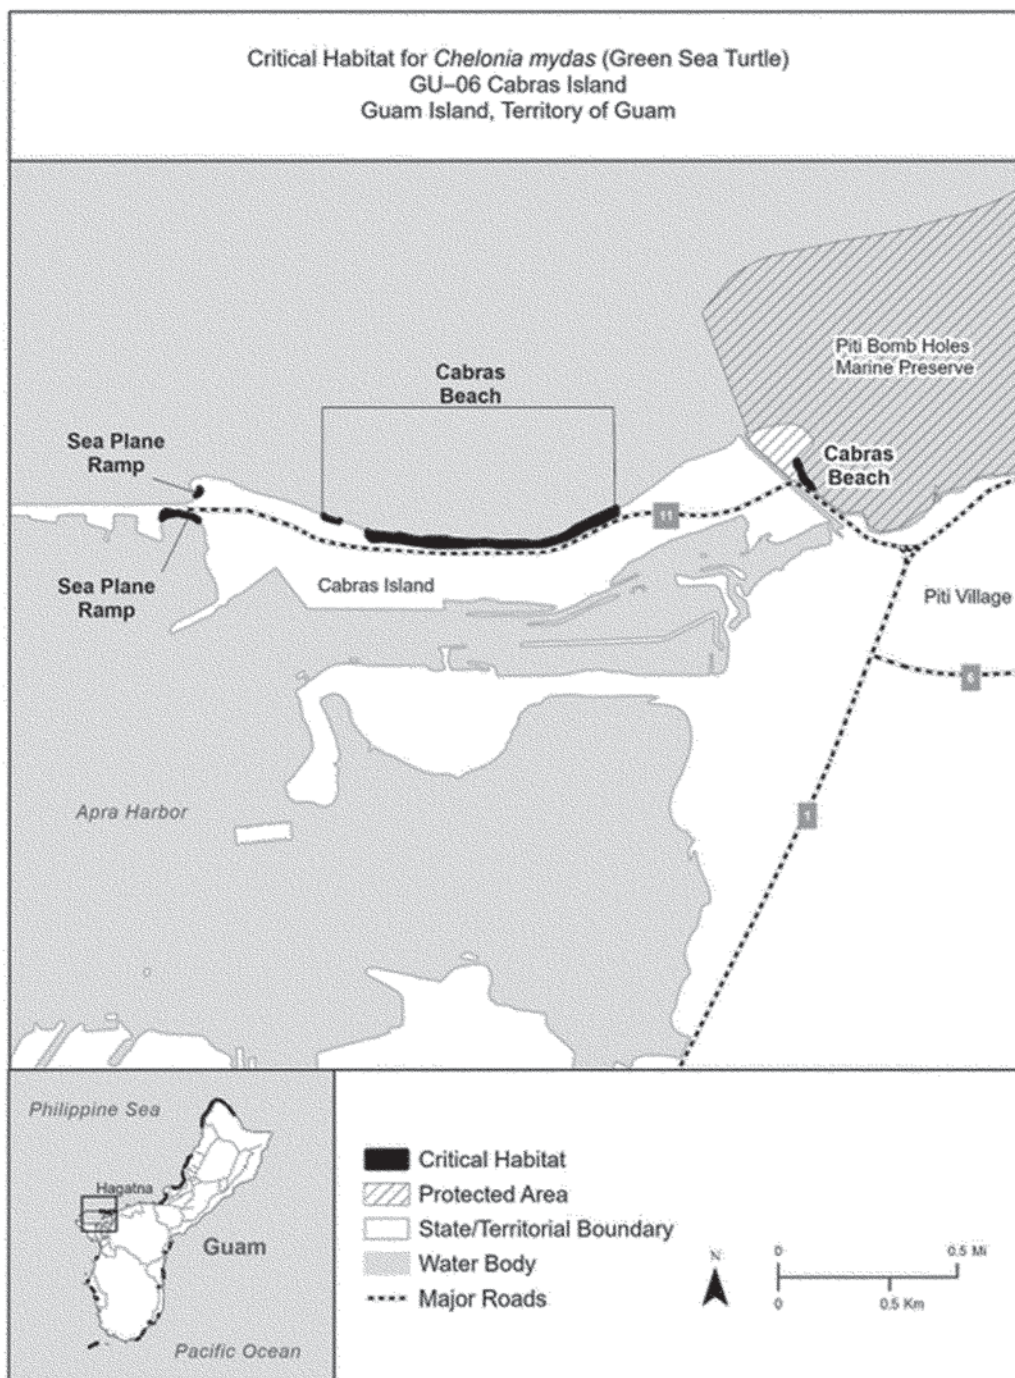 Critical Habitat for Chelonia mydas (Green Sea Turtle)
GU–06 Cabras Island
Guam Island, Territory of Guam
Piti Bomb Holes
Marine Preserve
Cabras
Beach
Sea Plane
Ramp
Cabras
Beach
11
Sea Plane
Ramp
Cabras Island
Piti Village
6
Apra Harbor
1
Philippine Sea
Hagatna
Guam
Pacific Ocean
Critical Habitat
Protected Area
State/Territorial Boundary
Water Body
Major Roads
N
0 0.5 Mi
0 0.5 Km